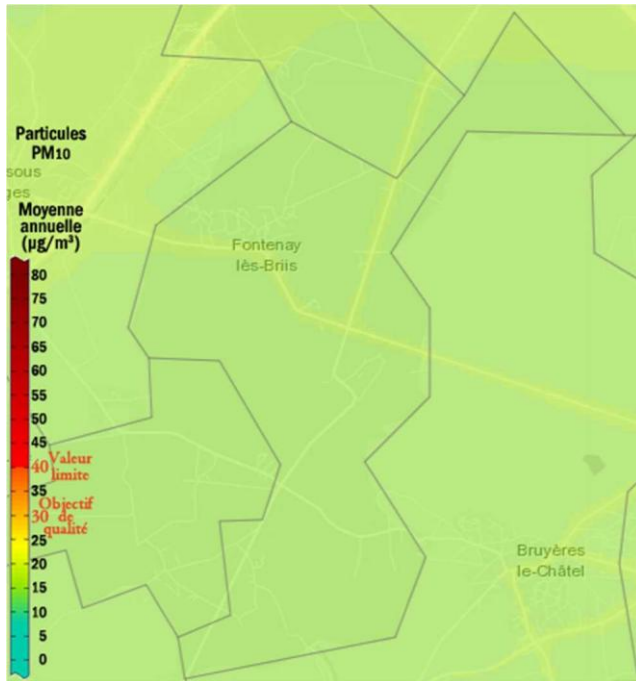 Particules
PM10
sous
ges
Moyenne
annuelle
(µg/m³)
Fontenay
lès-Briis
80
75
70
65
60
55
50
45
40 Valeur
limite
35
Objectif
30 de
qualité
25
20
15
10
5
0
Bruyères
le-Châtel